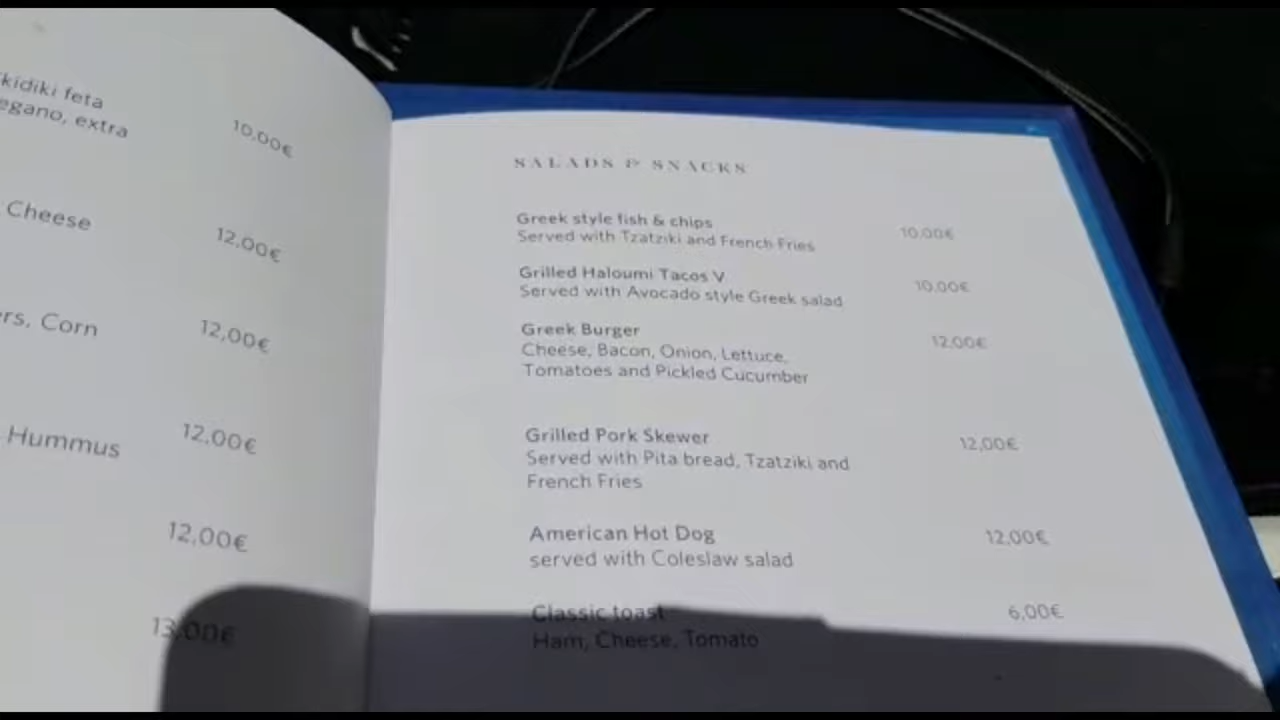 feta
extra
10,00€
Cheese
12,00€
Corn
12,00€
Hummus
12,00€
12,00€
13,00€
SALADS & SNACKS
Greek style fish & chips
Served with Tzatziki and French Fries
10,00€
Grilled Haloumi Tacos V
Served with Avocado style Greek salad
10,00€
Greek Burger
Cheese, Bacon, Onion, Lettuce,
Tomatoes and Pickled Cucumber
12,00€
Grilled Pork Skewer
Served with Pita bread, Tzatziki and
French Fries
12,00€
American Hot Dog
served with Coleslaw salad
12,00€
Classic toast
Ham, Cheese, Tomato
6,00€